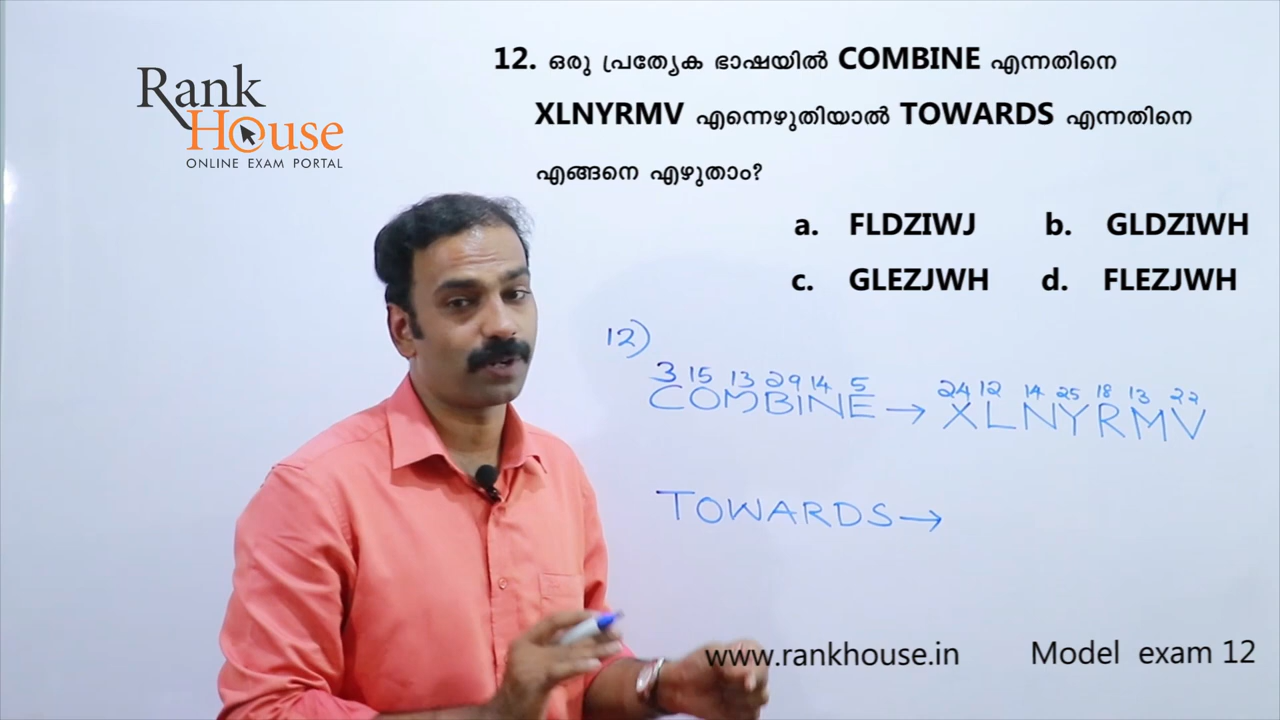 Rank
House
ONLINE EXAM PORTAL
12. ഒരു പ്രത്യേക ഭാഷയിൽ COMBINE എന്നതിനെ
XLNYRMV എന്നെഴുതിയാൽ TOWARDS എന്നതിനെ
എങ്ങനെ എഴുതാം?
a. FLDZIWJ b. GLDZIWH
c. GLEZJWH d. FLEZJWH
12)
3 15 13 29 14 5 24 12 14 25 18 13 22
COMBINE → XLNYRMV
TOWARDS →
www.rankhouse.in Model exam 12